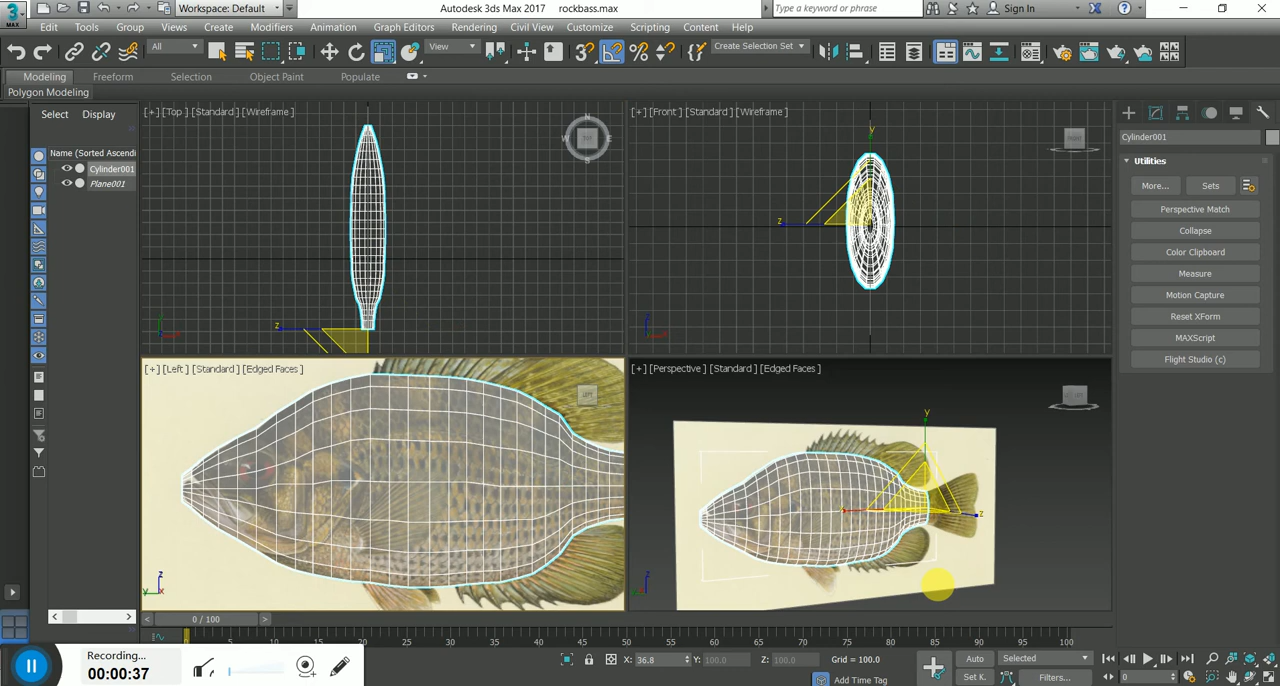 Workspace: Default
Autodesk 3ds Max 2017 rockbass.max
Type a keyword or phrase
Sign In
3
MAX
Edit Tools Group Views Create Modifiers Animation Graph Editors Rendering Civil View Customize Scripting Content Help
All View Create Selection Set
Modeling Freeform Selection Object Paint Populate
Polygon Modeling
Select Display
Name (Sorted Ascendi
Cylinder001
Plane001
[+] [Top] [Standard] [Wireframe]
N
W TOP E
S
[+] [Front] [Standard] [Wireframe]
FRONT
y
z
z
[+] [Left] [Standard] [Edged Faces]
LEFT
z
y x
[+] [Perspective] [Standard] [Edged Faces]
y
z
z
Cylinder001
Utilities
More... Sets
Perspective Match
Collapse
Color Clipboard
Measure
Motion Capture
Reset XForm
MAXScript
Flight Studio (c)
< 0 / 100 >
0 5 10 15 20 25 30 35 40 45 50 55 60 65 70 75 80 85 90 95 100
Recording...
00:00:37
X: 36.8 Y: 100.0 Z: 100.0 Grid = 100.0
Add Time Tag
Auto Selected
Set K. Filters...
0